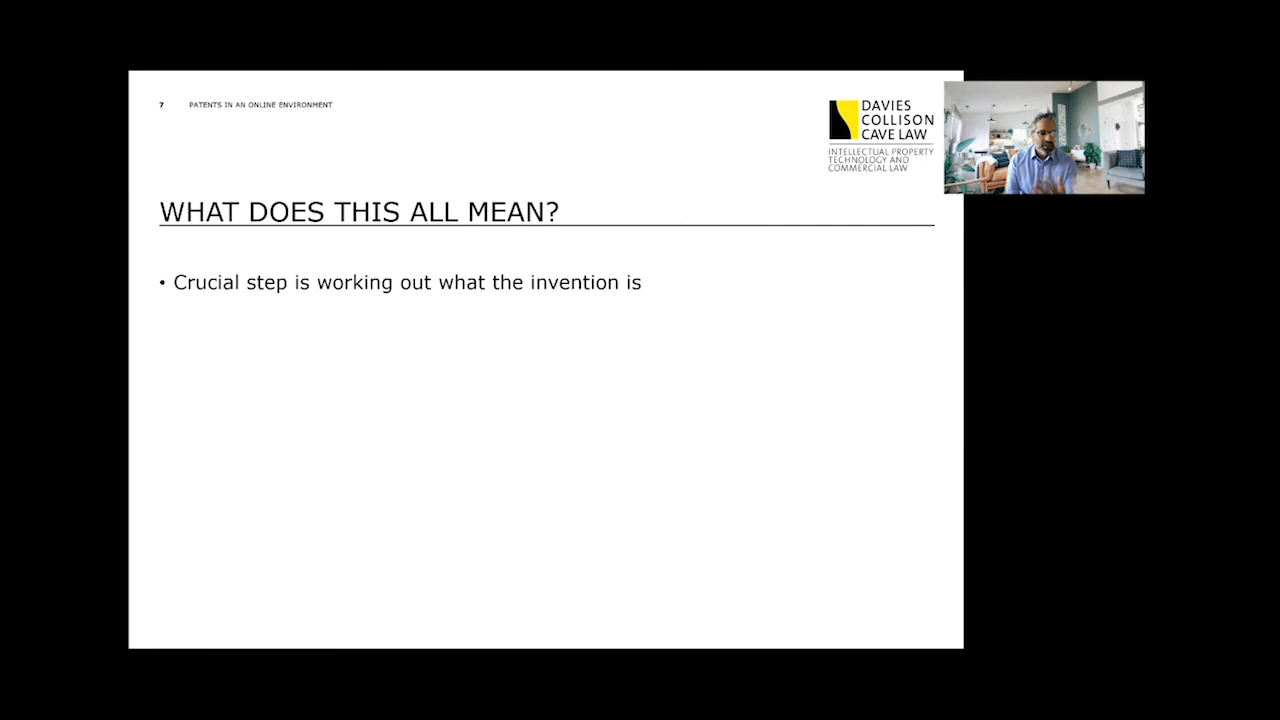 7 PATENTS IN AN ONLINE ENVIRONMENT
DAVIES
COLLISON
CAVE LAW
INTELLECTUAL PROPERTY
TECHNOLOGY AND
COMMERCIAL LAW
WHAT DOES THIS ALL MEAN?
• Crucial step is working out what the invention is